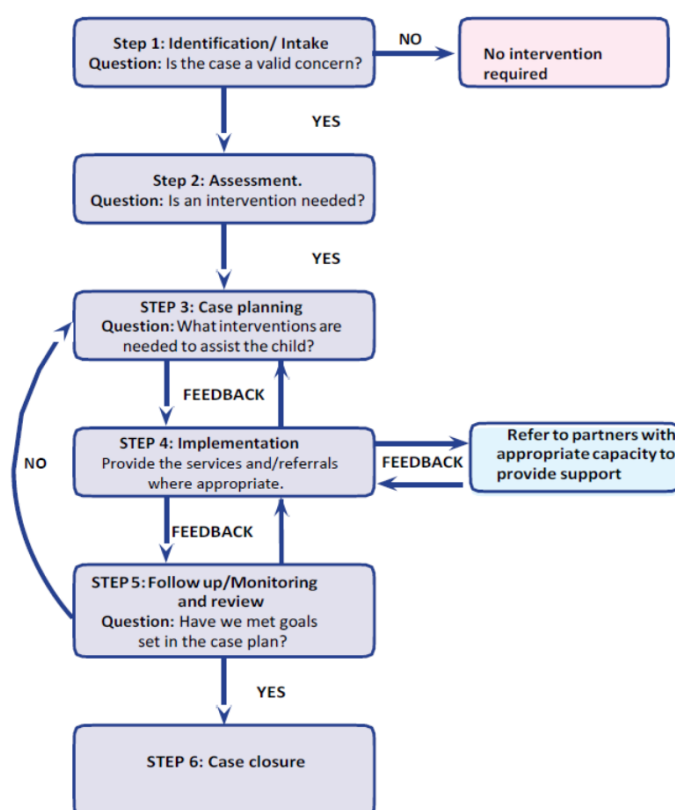 Step 1: Identification/ Intake
Question: Is the case a valid concern?
NO
No intervention
required
YES
Step 2: Assessment.
Question: Is an intervention needed?
YES
STEP 3: Case planning
Question: What interventions are
needed to assist the child?
FEEDBACK
STEP 4: Implementation
Provide the services and/referrals
where appropriate.
FEEDBACK
Refer to partners with
appropriate capacity to
provide support
NO
FEEDBACK
STEP 5: Follow up/Monitoring
and review
Question: Have we met goals
set in the case plan?
YES
STEP 6: Case closure